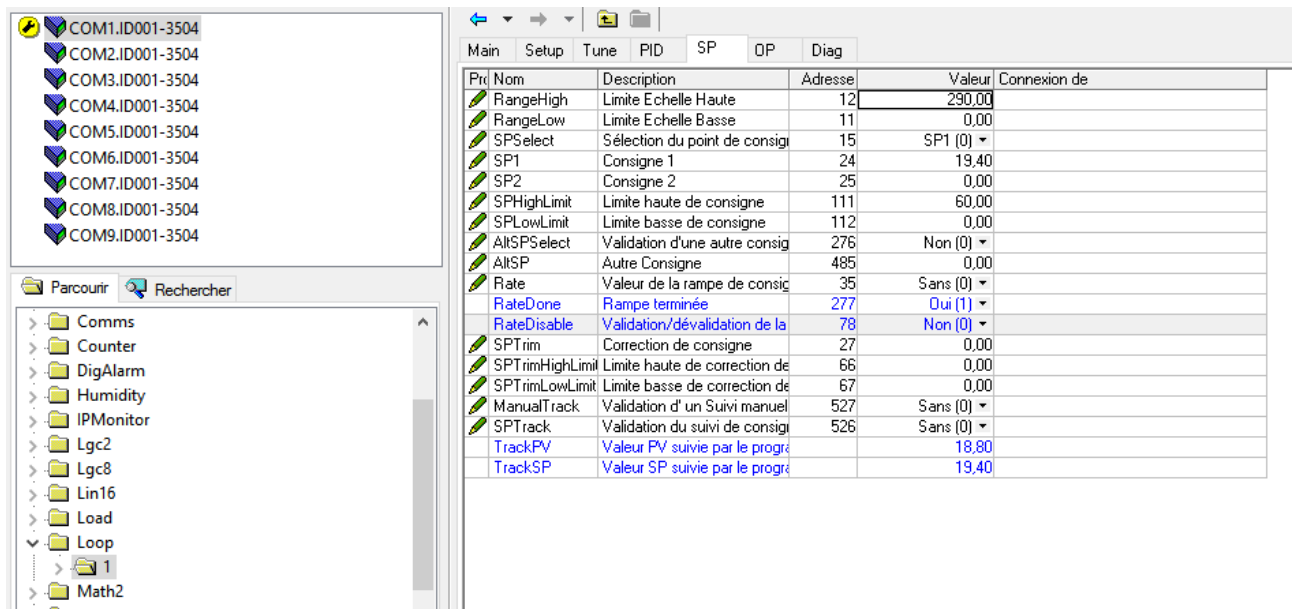 COM1.ID001-3504
COM2.ID001-3504
COM3.ID001-3504
COM4.ID001-3504
COM5.ID001-3504
COM6.ID001-3504
COM7.ID001-3504
COM8.ID001-3504
COM9.ID001-3504
Parcourir Rechercher
Comms
Counter
DigAlarm
Humidity
IPMonitor
Lgc2
Lgc8
Lin16
Load
Loop
1
Math2
Main Setup Tune PID SP OP Diag
Pro Nom Description Adresse Valeur Connexion de
RangeHigh Limite Echelle Haute 12 290,00
RangeLow Limite Echelle Basse 11 0,00
SPSelect Sélection du point de consign 15 SP1 (0)
SP1 Consigne 1 24 19,40
SP2 Consigne 2 25 0,00
SPHighLimit Limite haute de consigne 111 60,00
SPLowLimit Limite basse de consigne 112 0,00
AltSPSelect Validation d'une autre consig 276 Non (0)
AltSP Autre Consigne 485 0,00
Rate Valeur de la rampe de consig 35 Sans (0)
RateDone Rampe terminée 277 Oui (1)
RateDisable Validation/dévalidation de la 78 Non (0)
SPTrim Correction de consigne 27 0,00
SPTrimHighLimit Limite haute de correction de 66 0,00
SPTrimLowLimit Limite basse de correction de 67 0,00
ManualTrack Validation d' un Suivi manuel 527 Sans (0)
SPTrack Validation du suivi de consign 526 Sans (0)
TrackPV Valeur PV suivie par le progra 18,80
TrackSP Valeur SP suivie par le progra 19,40